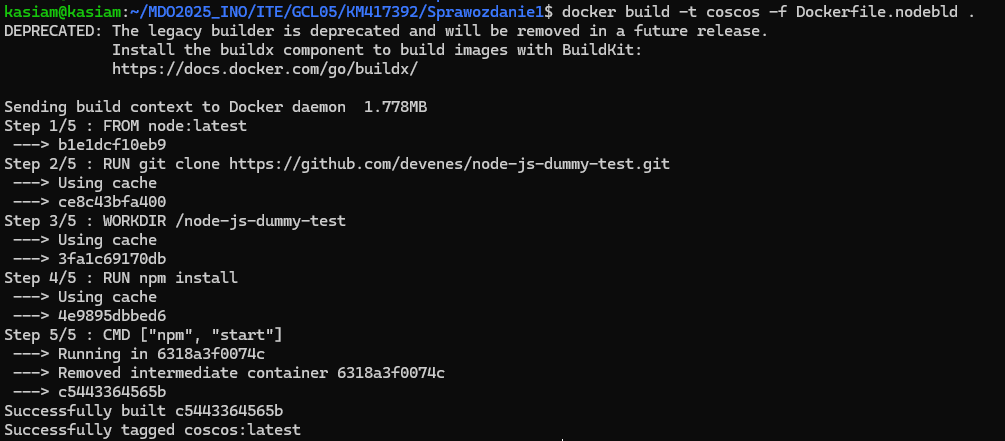 kasiam@kasiam:~/MDO2025_INO/ITE/GCL05/KM417392/Sprawozdanie1$ docker build -t coscos -f Dockerfile.nodebld .
DEPRECATED: The legacy builder is deprecated and will be removed in a future release.
            Install the buildx component to build images with BuildKit:
            https://docs.docker.com/go/buildx/

Sending build context to Docker daemon  1.778MB
Step 1/5 : FROM node:latest
 ---> b1e1dcf10eb9
Step 2/5 : RUN git clone https://github.com/devenes/node-js-dummy-test.git
 ---> Using cache
 ---> ce8c43bfa400
Step 3/5 : WORKDIR /node-js-dummy-test
 ---> Using cache
 ---> 3fa1c69170db
Step 4/5 : RUN npm install
 ---> Using cache
 ---> 4e9895dbbed6
Step 5/5 : CMD ["npm", "start"]
 ---> Running in 6318a3f0074c
 ---> Removed intermediate container 6318a3f0074c
 ---> c5443364565b
Successfully built c5443364565b
Successfully tagged coscos:latest